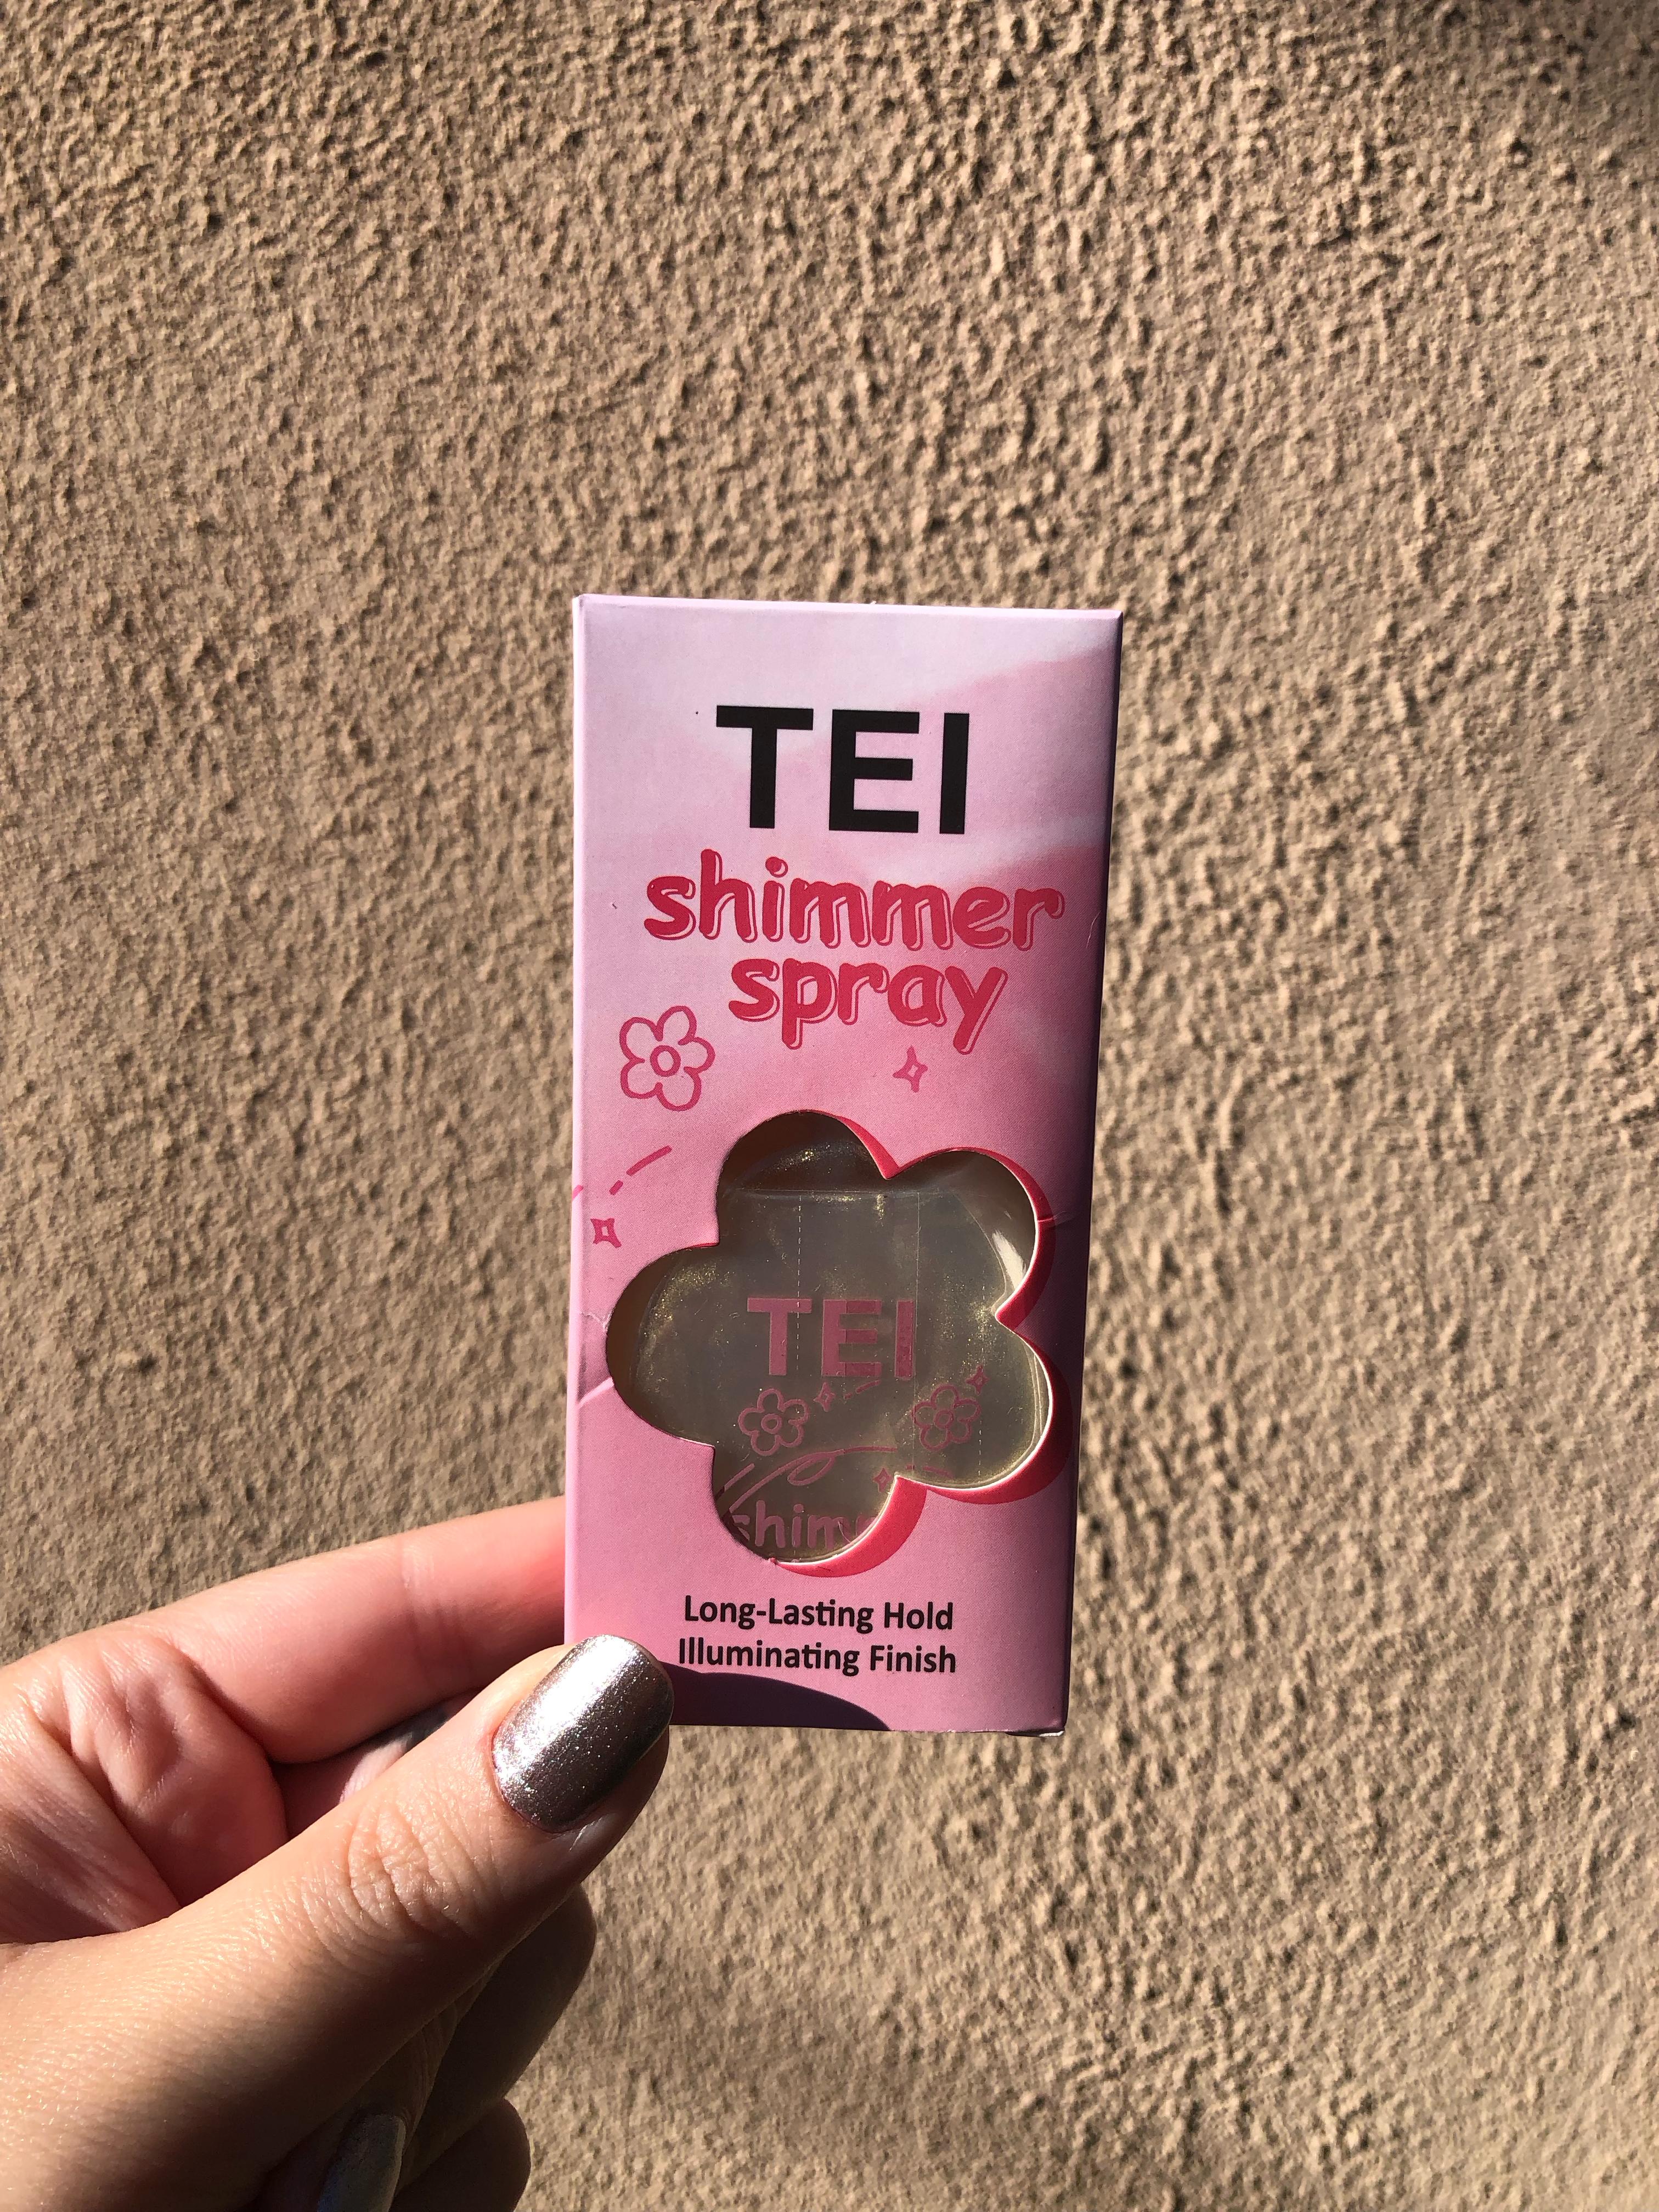 TEI
shimmer
spray
TEI
Long-Lasting Hold
Illuminating Finish